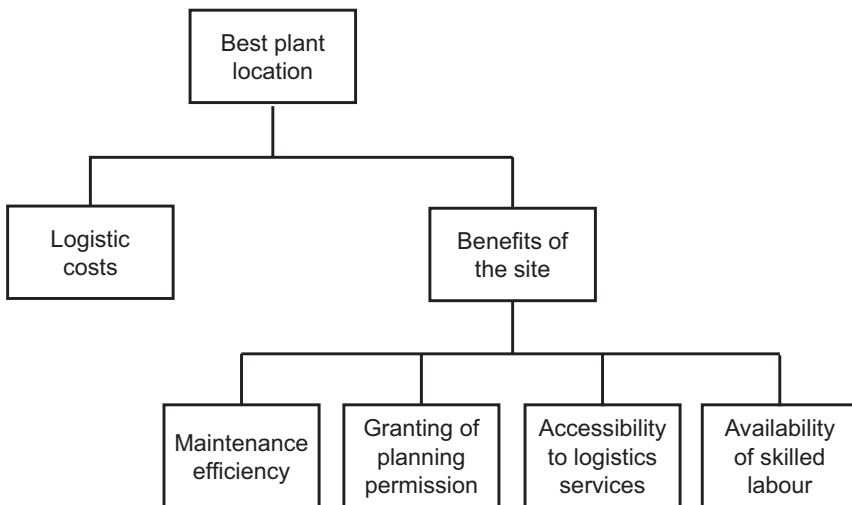 Best plant
location
Logistic
costs
Benefits of
the site
Maintenance
efficiency
Granting of
planning
permission
Accessibility
to logistics
services
Availability
of skilled
labour